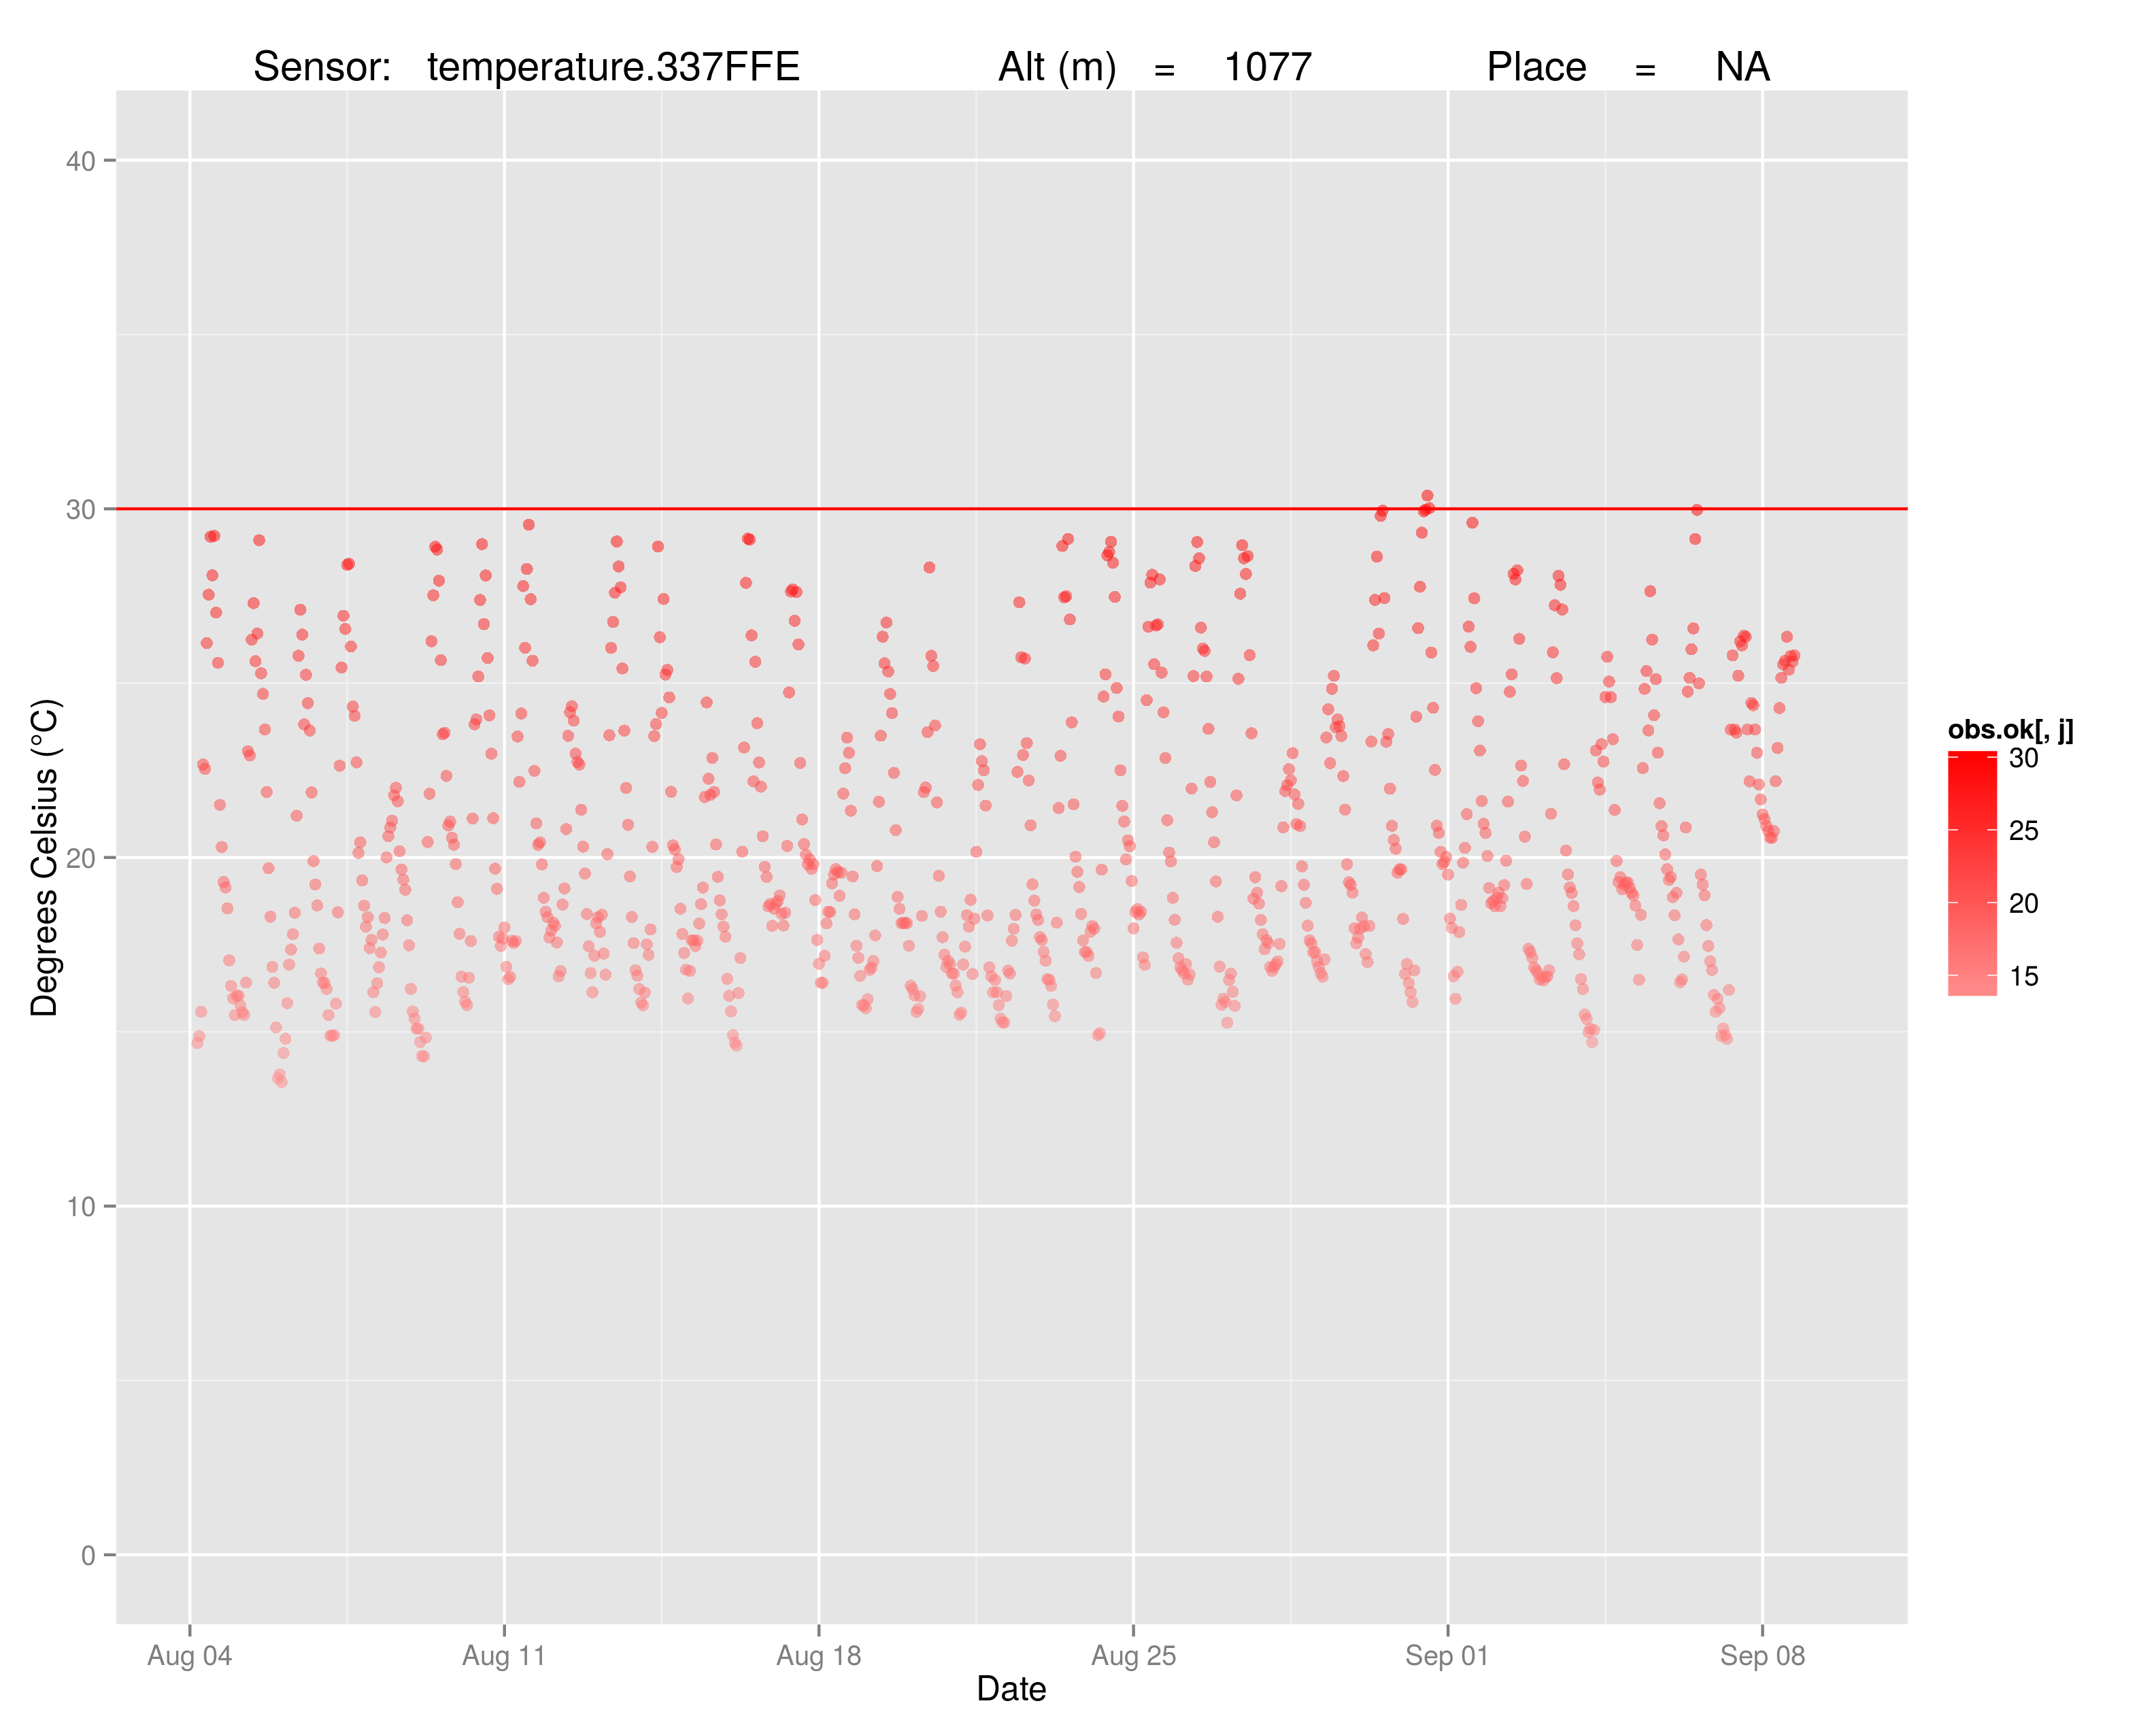 Sensor: temperature.337FFE Alt (m) = 1077 Place = NA
40
30
20
10
0
Degrees Celsius (°C)
Aug 04 Aug 11 Aug 18 Aug 25 Sep 01 Sep 08
Date
obs.ok[, j]
30
25
20
15